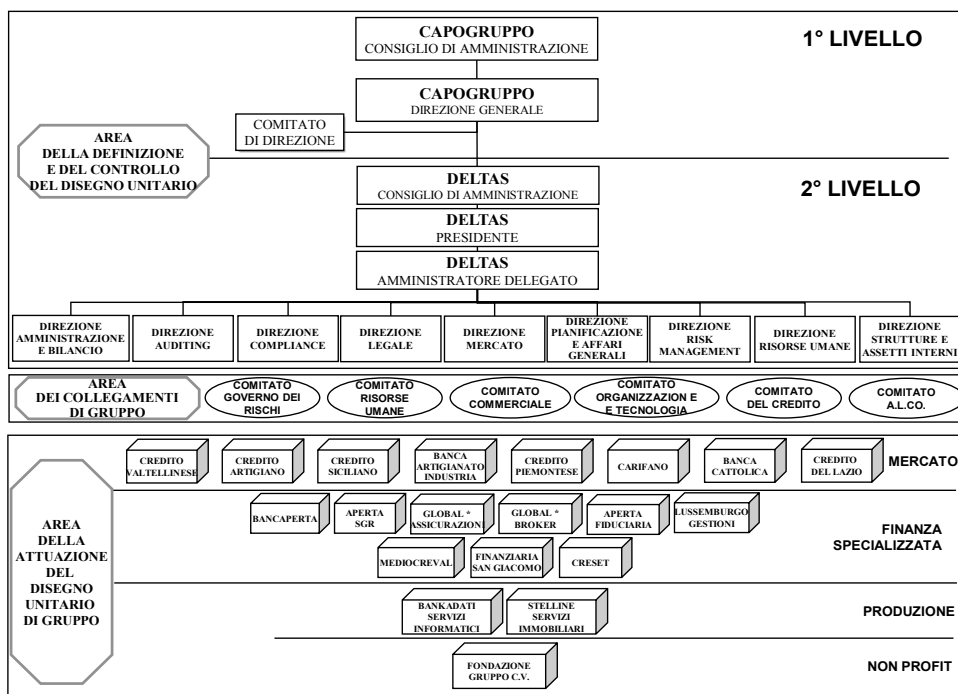 CAPOGRUPPO
CONSIGLIO DI AMMINISTRAZIONE
1° LIVELLO
CAPOGRUPPO
DIREZIONE GENERALE
COMITATO
DI DIREZIONE
AREA
DELLA DEFINIZIONE
E DEL CONTROLLO
DEL DISEGNO UNITARIO
DELTAS
CONSIGLIO DI AMMINISTRAZIONE
2° LIVELLO
DELTAS
PRESIDENTE
DELTAS
AMMINISTRATORE DELEGATO
DIREZIONE
AMMINISTRAZIONE
E BILANCIO
DIREZIONE
AUDITING
DIREZIONE
COMPLIANCE
DIREZIONE
LEGALE
DIREZIONE
MERCATO
DIREZIONE
PIANIFICAZIONE
E AFFARI
GENERALI
DIREZIONE
RISK
MANAGEMENT
DIREZIONE
RISORSE UMANE
DIREZIONE
STRUTTURE E
ASSETTI INTERNI
AREA
DEI COLLEGAMENTI
DI GRUPPO
COMITATO
GOVERNO DEI
RISCHI
COMITATO
RISORSE
UMANE
COMITATO
COMMERCIALE
COMITATO
ORGANIZZAZION E
E TECNOLOGIA
COMITATO
DEL CREDITO
COMITATO
A.L.CO.
AREA
DELLA
ATTUAZIONE
DEL
DISEGNO
UNITARIO
DI GRUPPO
CREDITO
VALTELLINESE
CREDITO
ARTIGIANO
CREDITO
SICILIANO
BANCA
ARTIGIANATO
INDUSTRIA
CREDITO
PIEMONTESE
CARIFANO
BANCA
CATTOLICA
CREDITO
DEL LAZIO
MERCATO
BANCAPERTA
APERTA
SGR
GLOBAL *
ASSICURAZIONI
GLOBAL *
BROKER
APERTA
FIDUCIARIA
LUSSEMBURGO
GESTIONI
FINANZA
SPECIALIZZATA
MEDIOCREVAL
FINANZIARIA
SAN GIACOMO
CRESET
BANKADATI
SERVIZI
INFORMATICI
STELLINE
SERVIZI
IMMOBILIARI
PRODUZIONE
FONDAZIONE
GRUPPO C.V.
NON PROFIT